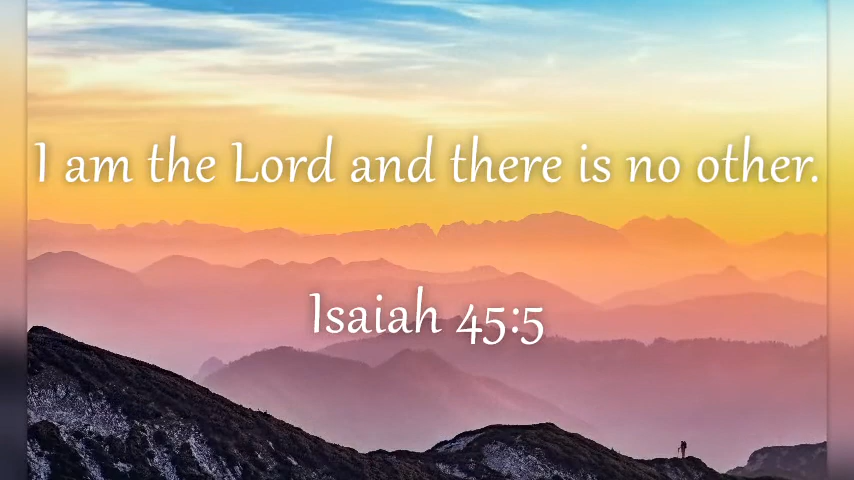 I am the Lord and there is no other.
Isaiah 45:5